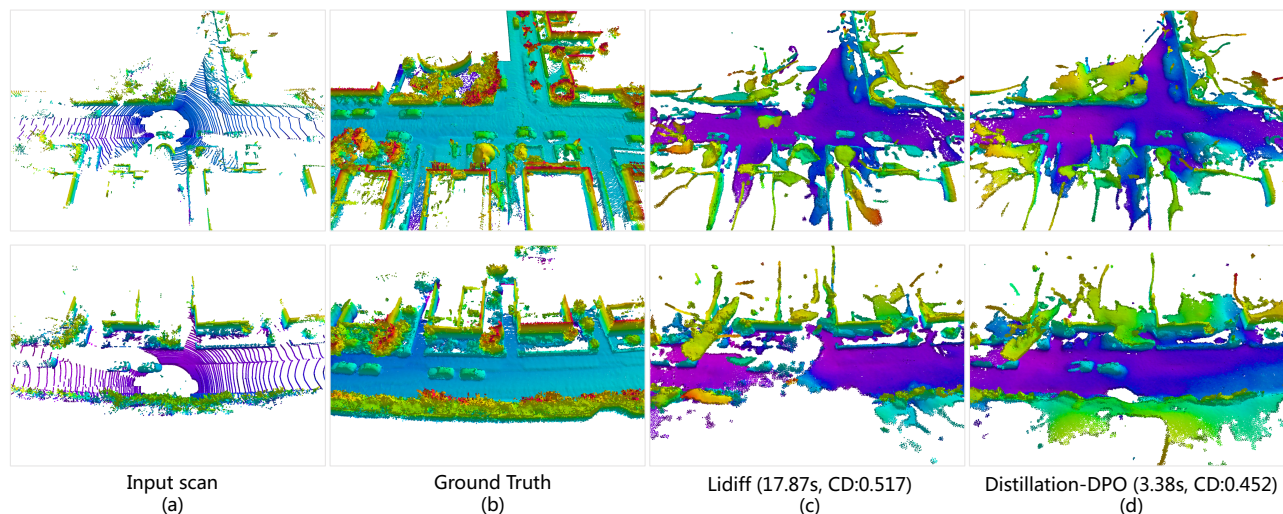 Input scan
(a)
Ground Truth
(b)
Lidiff (17.87s, CD:0.517)
(c)
Distillation-DPO (3.38s, CD:0.452)
(d)